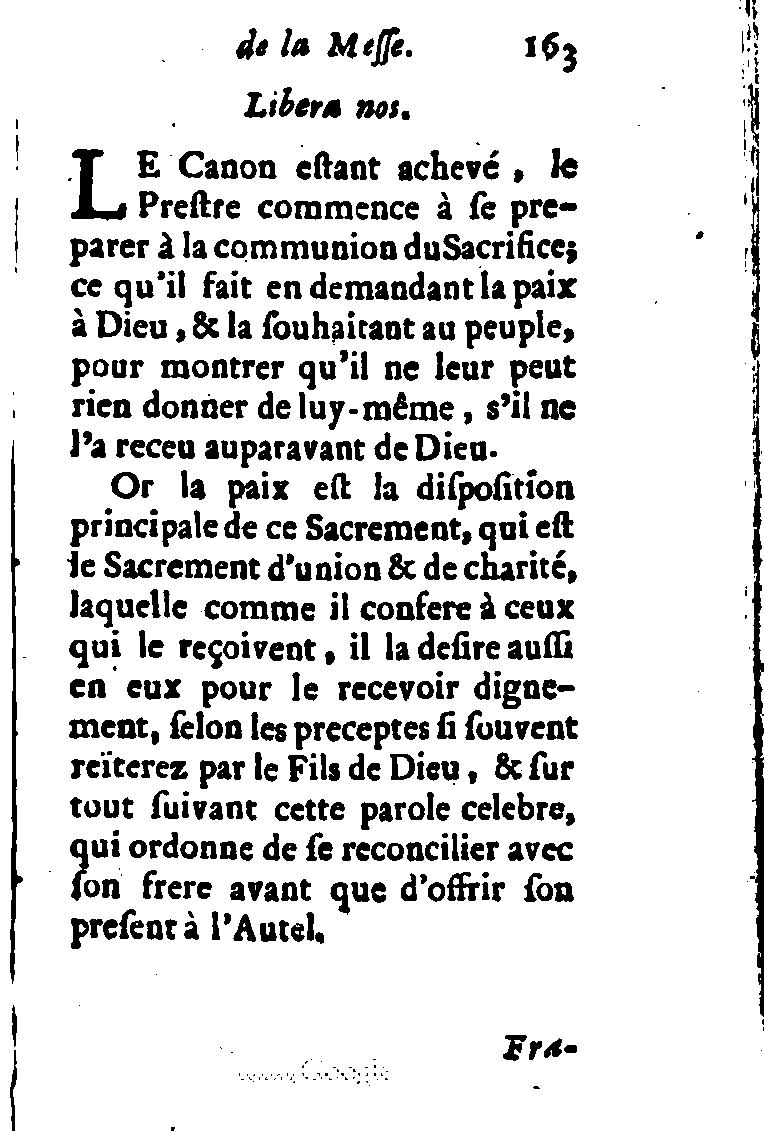 de la Meſſe. 163
Libera nos.
LE Canon eſtant achevé, le
Preſtre commence à ſe pre-
parer à la communion du Sacrifice;
ce qu'il fait en demandant la paix
à Dieu, & la ſouhaitant au peuple,
pour montrer qu'il ne leur peut
rien donner de luy-même, s'il ne
l'a receu auparavant de Dieu.
Or la paix eſt la diſpoſition
principale de ce Sacrement, qui eſt
le Sacrement d'union & de charité,
laquelle comme il confere à ceux
qui le reçoivent, il la deſire auſſi
en eux pour le recevoir digne-
ment, ſelon les preceptes ſi ſouvent
reïterez par le Fils de Dieu, & ſur
tout ſuivant cette parole celebre,
qui ordonne de ſe reconcilier avec
ſon frere avant que d'offrir ſon
preſent à l'Autel.
Fra-
Google